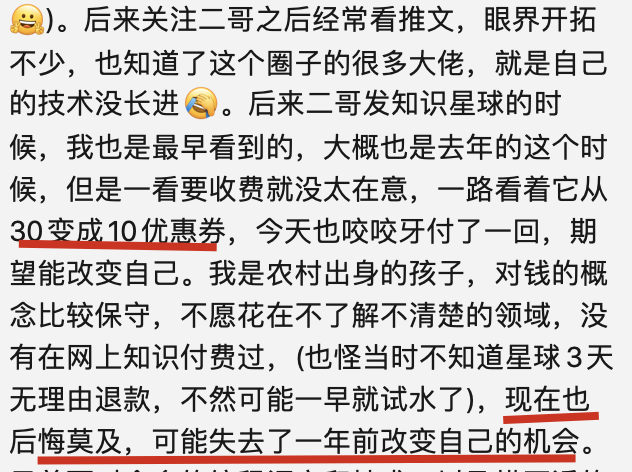 🤗)。后来关注二哥之后经常看推文，眼界开拓
不少，也知道了这个圈子的很多大佬，就是自己
的技术没长进🤣。后来二哥发知识星球的时
候，我也是最早看到的，大概也是去年的这个时
候，但是一看要收费就没太在意，一路看着它从
30变成10优惠券，今天也咬咬牙付了一回，期
望能改变自己。我是农村出身的孩子，对钱的概
念比较保守，不愿花在不了解不清楚的领域，没
有在网上知识付费过，(也怪当时不知道星球3天
无理由退款，不然可能一早就试水了)，现在也
后悔莫及，可能失去了一年前改变自己的机会。